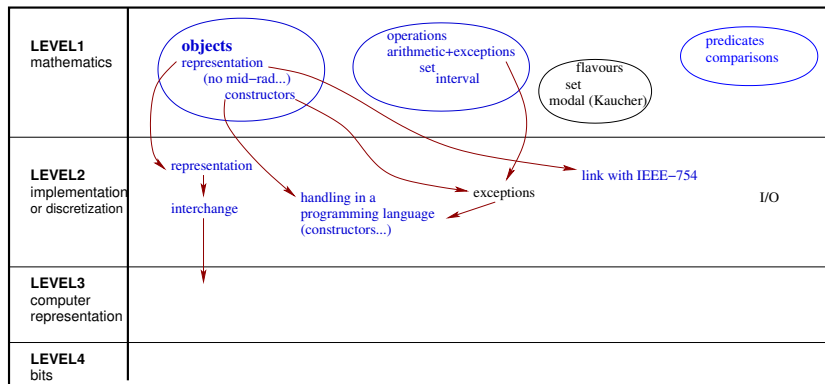 LEVEL1
mathematics
objects
representation
(no mid−rad...)
constructors
operations
arithmetic+exceptions
set
interval
flavours
set
modal (Kaucher)
predicates
comparisons
LEVEL2
implementation
or discretization
representation
interchange
handling in a
programming language
(constructors...)
exceptions
link with IEEE−754
I/O
LEVEL3
computer
representation
LEVEL4
bits